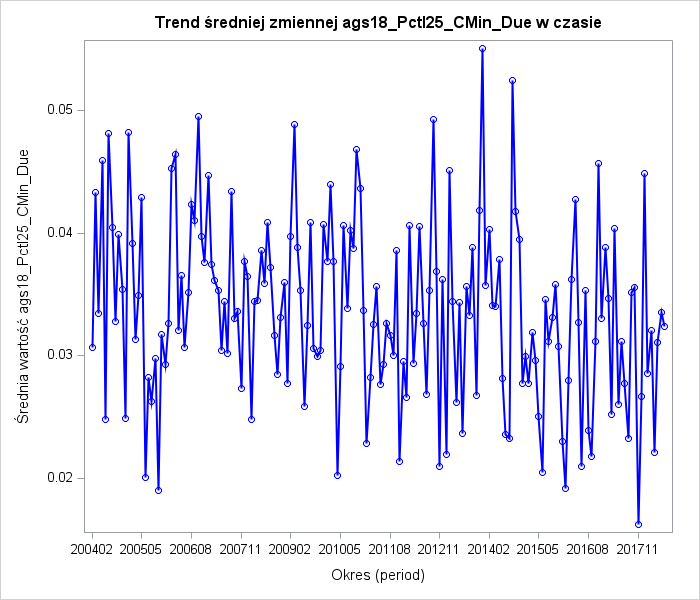 Trend średniej zmiennej ags18_Pctl25_CMin_Due w czasie
Średnia wartość ags18_Pctl25_CMin_Due
0.05
0.04
0.03
0.02
200402 200505 200608 200711 200902 201005 201108 201211 201402 201505 201608 201711
Okres (period)